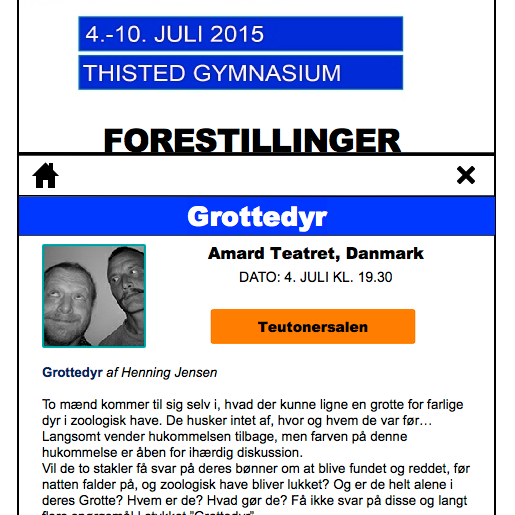 4.-10. JULI 2015
THISTED GYMNASIUM
FORESTILLINGER
Grottedyr
Amard Teatret, Danmark
DATO: 4. JULI KL. 19.30
Teutonersalen
Grottedyr af Henning Jensen
To mænd kommer til sig selv i, hvad der kunne ligne en grotte for farlige
dyr i zoologisk have. De husker intet af, hvor og hvem de var før…
Langsomt vender hukommelsen tilbage, men farven på denne
hukommelse er åben for ihærdig diskussion.
Vil de to stakler få svar på deres bønner om at blive fundet og reddet, før
natten falder på, og zoologisk have bliver lukket? Og er de helt alene i
deres Grotte? Hvem er de? Hvad gør de? Få ikke svar på disse og langt
flere spørgsmål i stykket "Grottedyr"